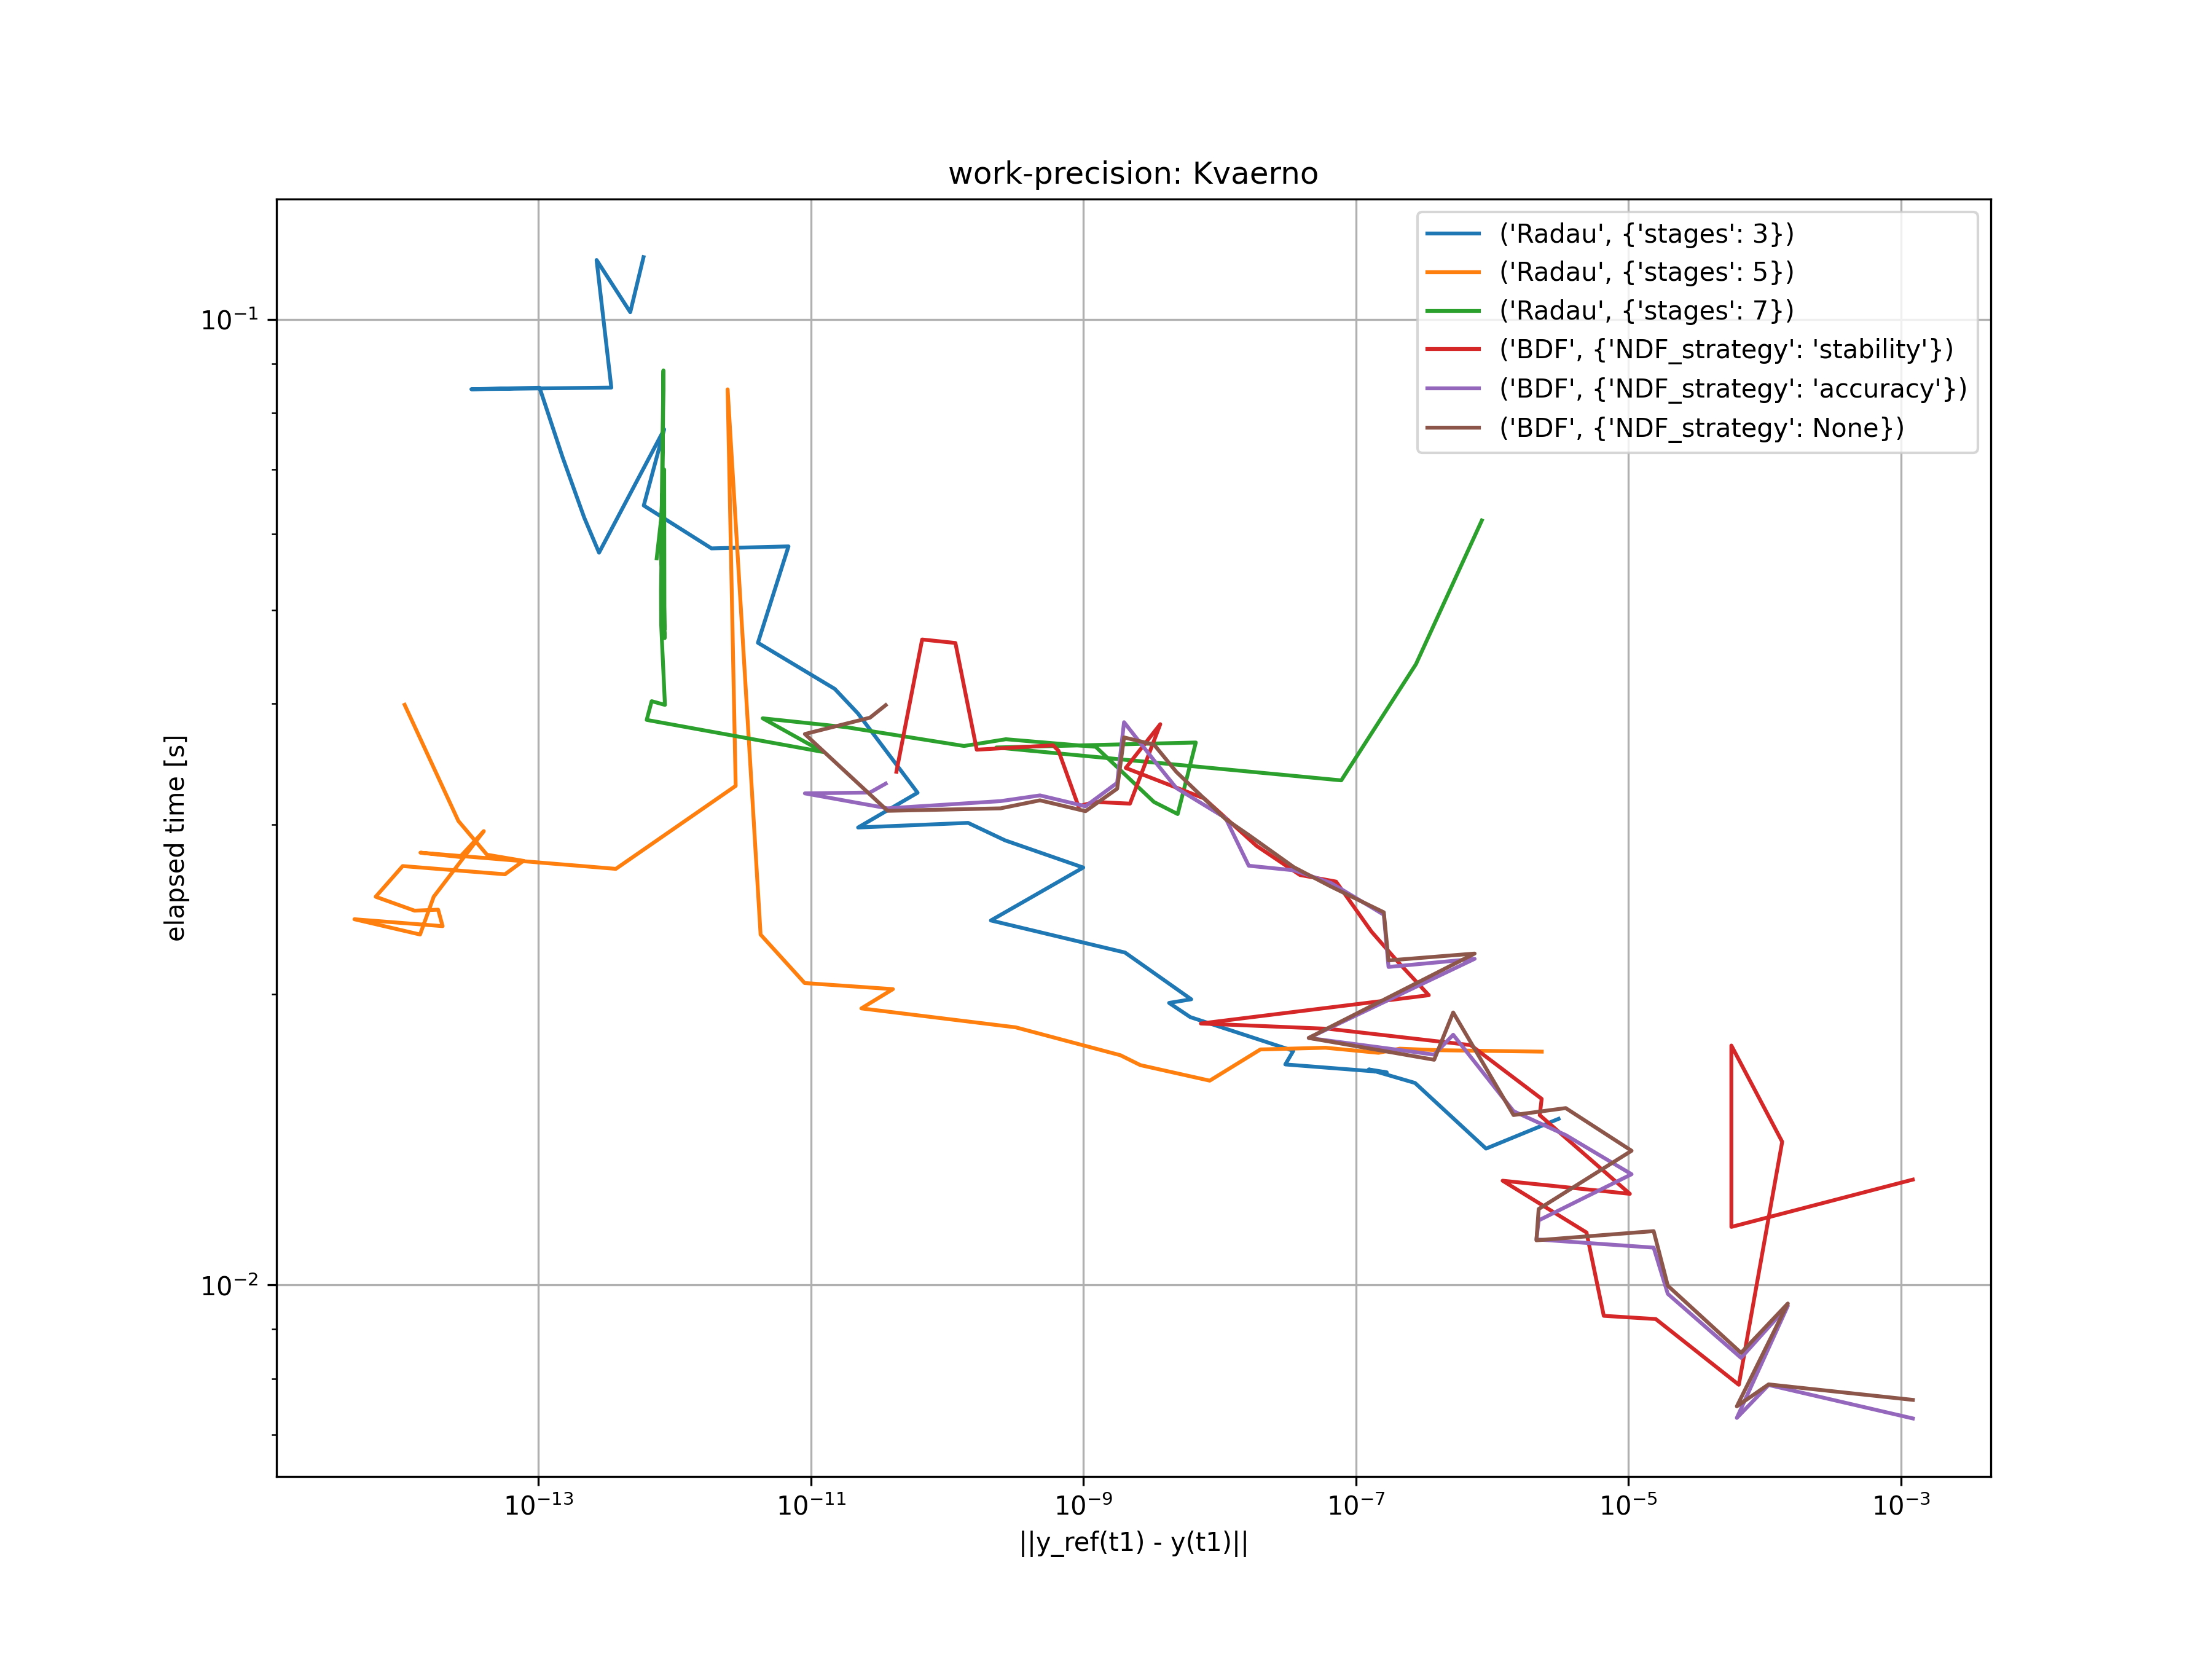 work-precision: Kvaerno
('Radau', {'stages': 3})
('Radau', {'stages': 5})
('Radau', {'stages': 7})
('BDF', {'NDF_strategy': 'stability'})
('BDF', {'NDF_strategy': 'accuracy'})
('BDF', {'NDF_strategy': None})
elapsed time [s]
10⁻¹
10⁻²
10⁻¹³ 10⁻¹¹ 10⁻⁹ 10⁻⁷ 10⁻⁵ 10⁻³
||y_ref(t1) - y(t1)||